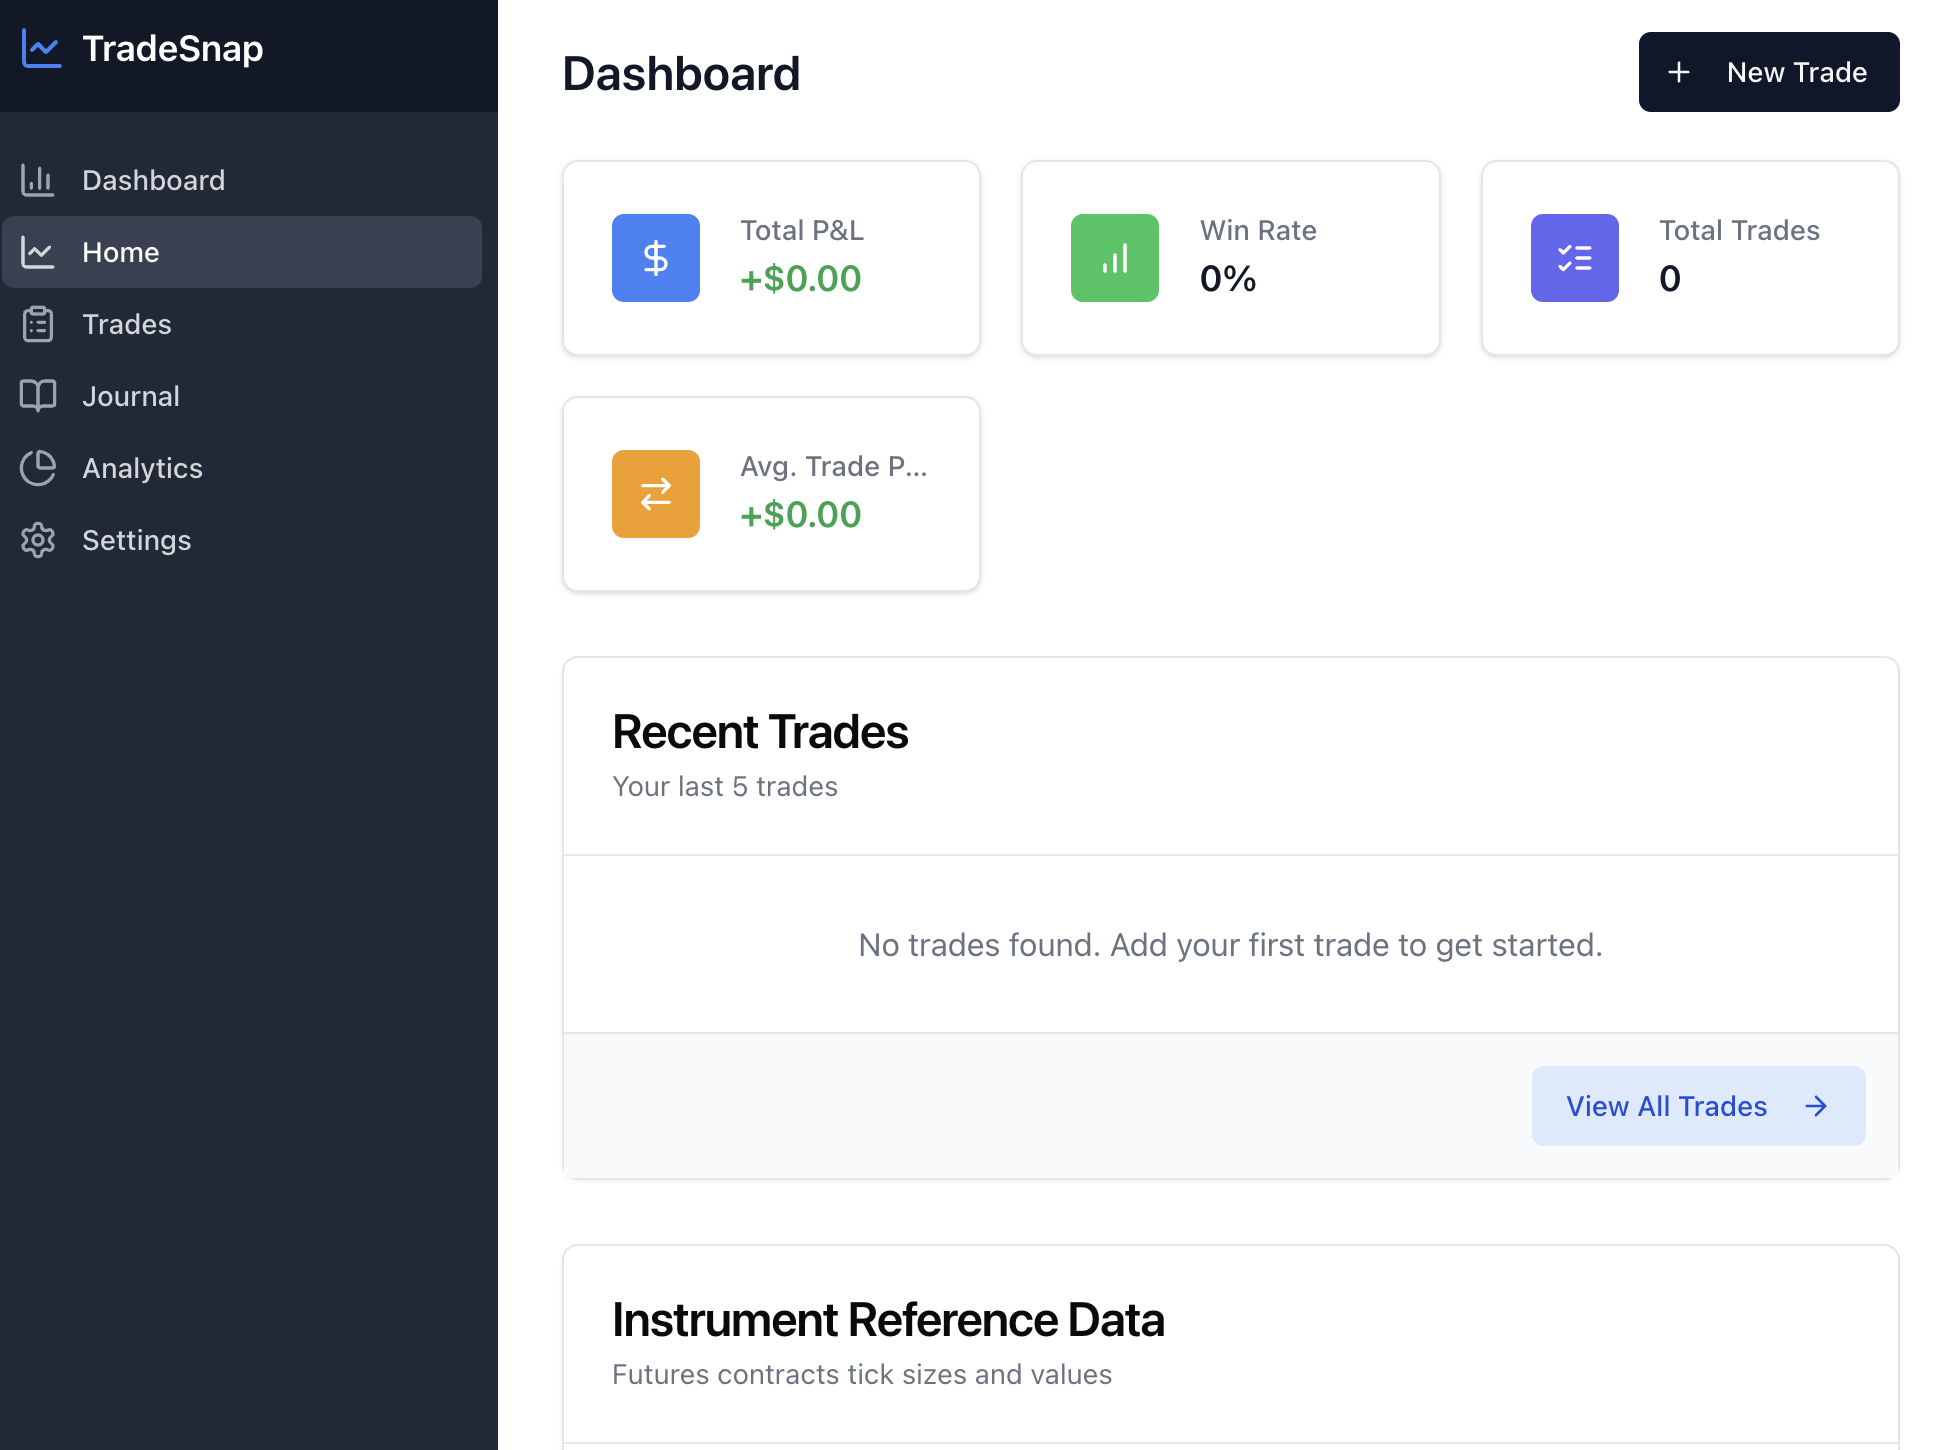 TradeSnap
Dashboard
Home
Trades
Journal
Analytics
Settings
Dashboard
New Trade
Total P&L
+$0.00
Win Rate
0%
Total Trades
0
Avg. Trade P...
+$0.00
Recent Trades
Your last 5 trades
No trades found. Add your first trade to get started.
View All Trades
Instrument Reference Data
Futures contracts tick sizes and values